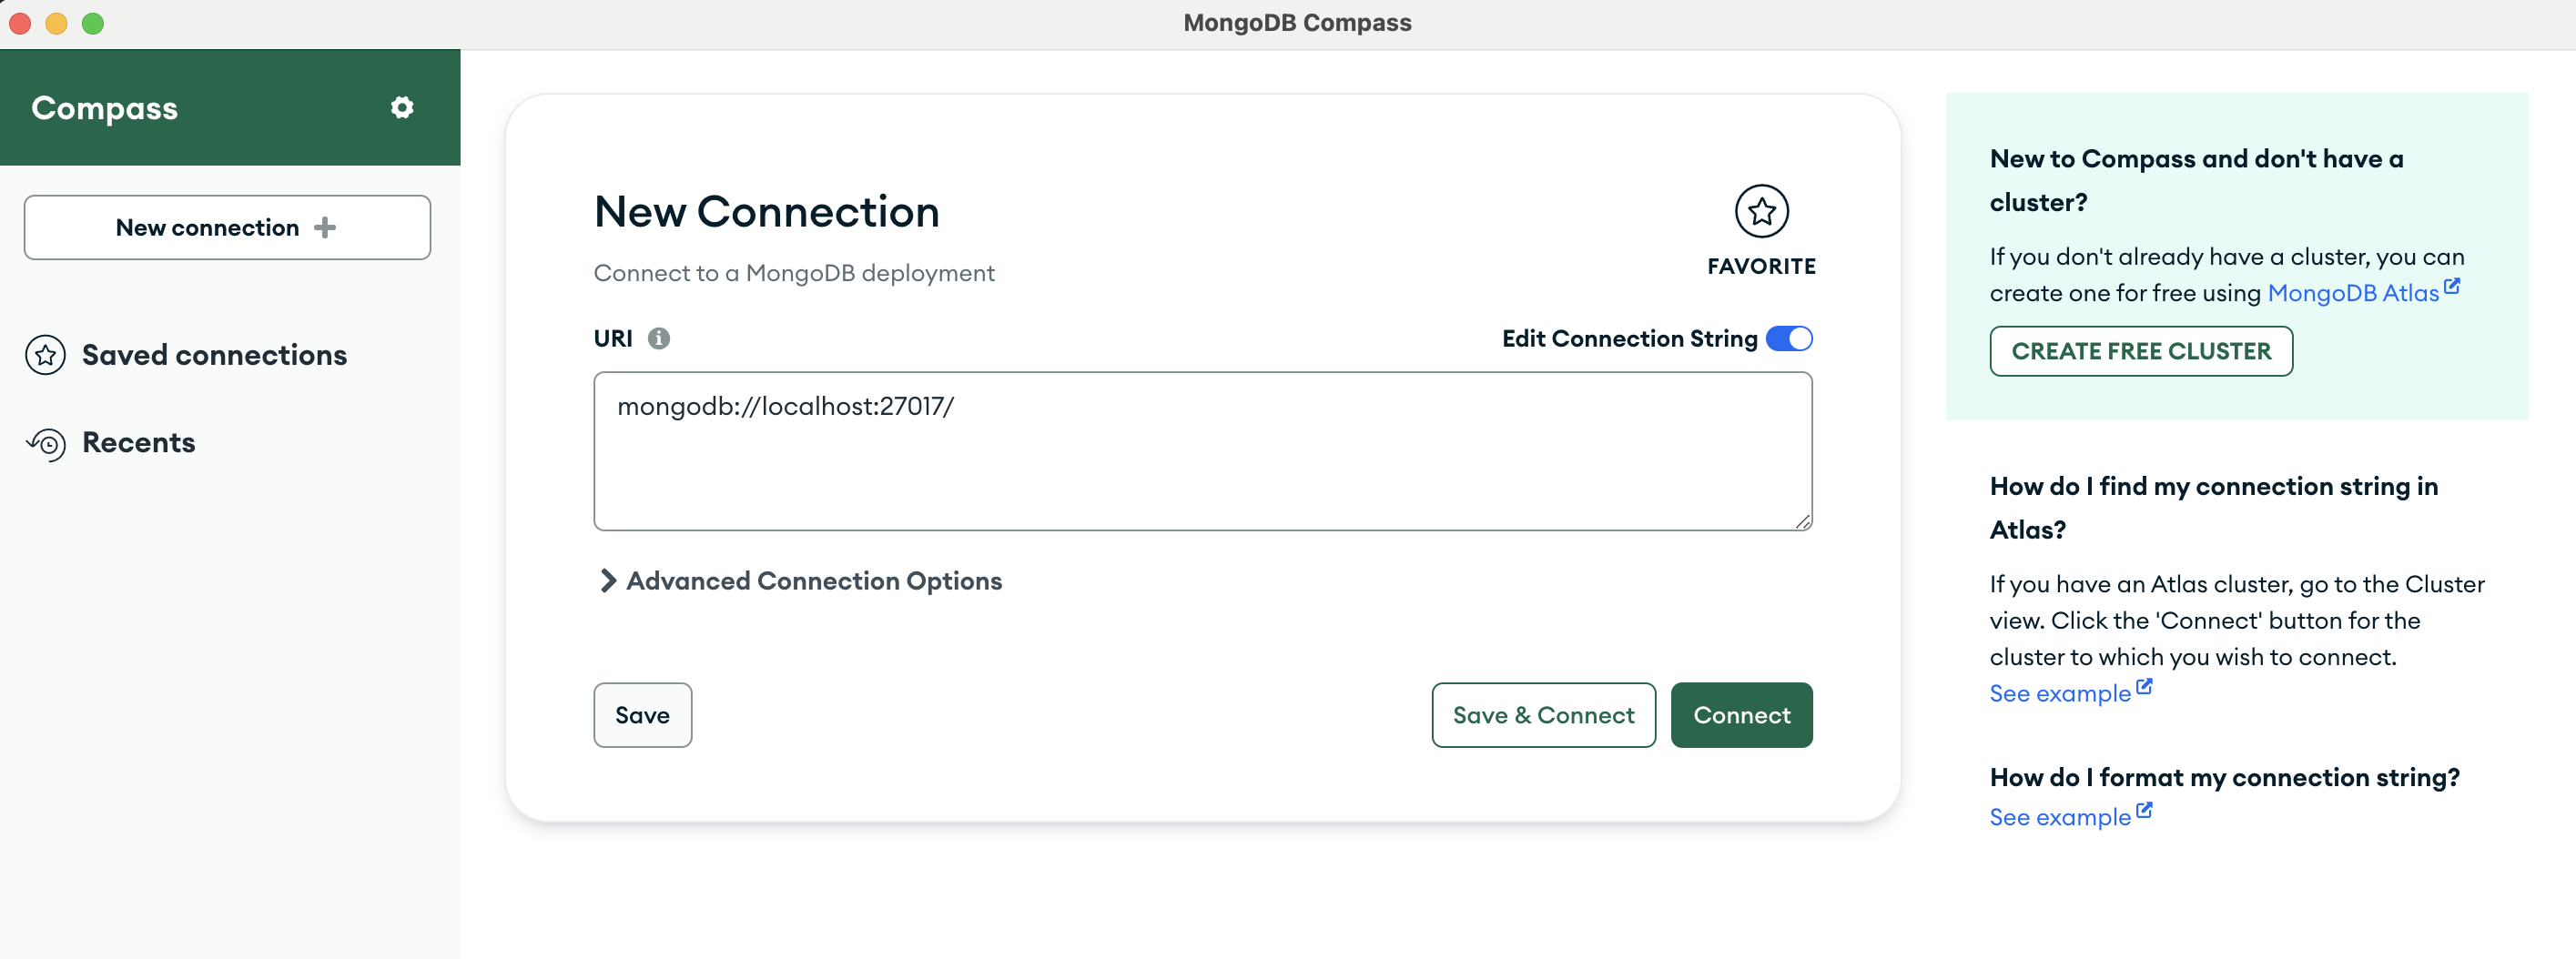 MongoDB Compass
Compass
New connection
Saved connections
Recents
New Connection
Connect to a MongoDB deployment
FAVORITE
URI
Edit Connection String
mongodb://localhost:27017/
Advanced Connection Options
Save
Save & Connect
Connect
New to Compass and don't have a
cluster?
If you don't already have a cluster, you can
create one for free using MongoDB Atlas
CREATE FREE CLUSTER
How do I find my connection string in
Atlas?
If you have an Atlas cluster, go to the Cluster
view. Click the 'Connect' button for the
cluster to which you wish to connect.
See example
How do I format my connection string?
See example